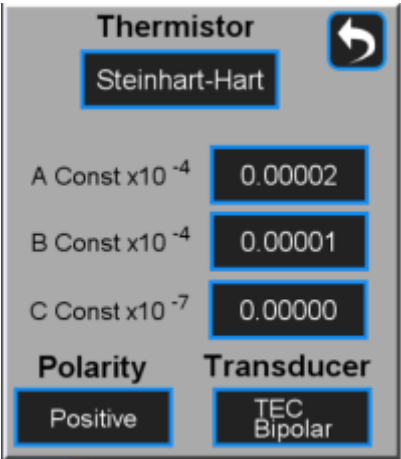 Thermistor
Steinhart-Hart
A Const x10 -4 0.00002
B Const x10 -4 0.00001
C Const x10 -7 0.00000
Polarity Transducer
Positive TEC
Bipolar